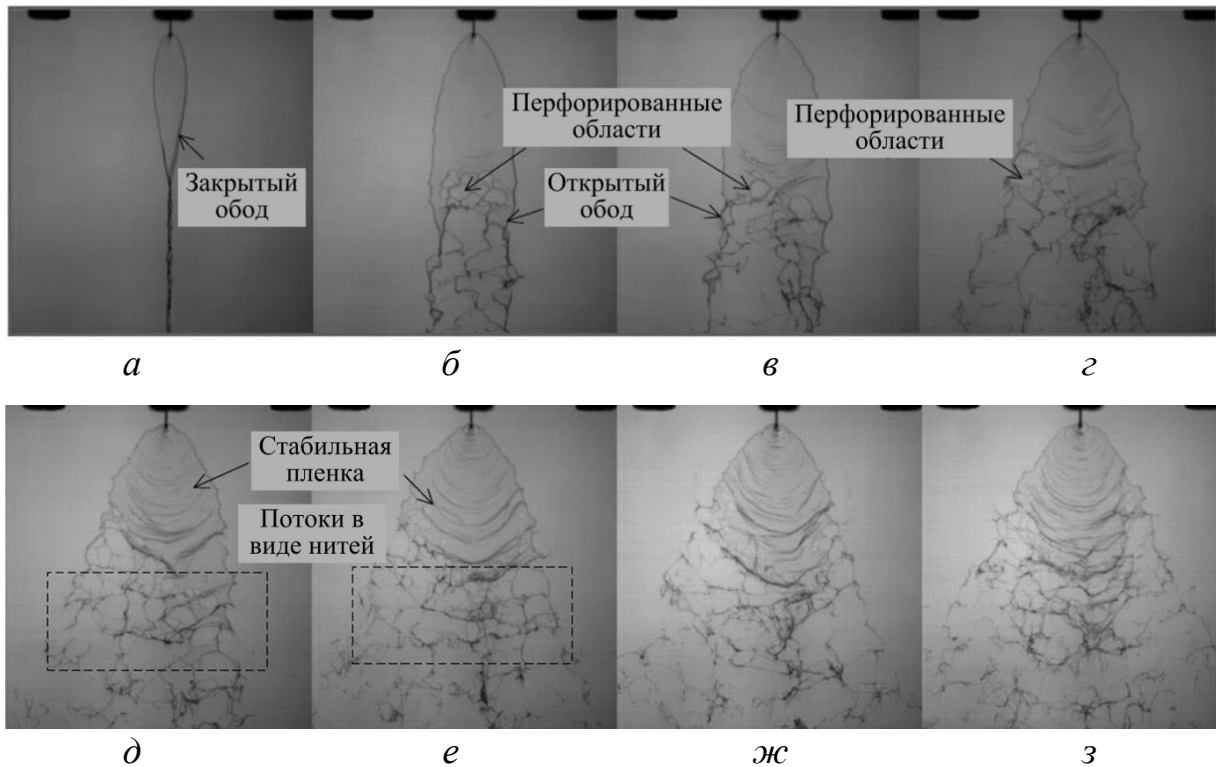 Перфорированные
области
Перфорированные
области
Закрытый
обод
Открытый
обод
а
б
в
г
Стабильная
пленка
Потоки в
виде нитей
д
е
ж
з